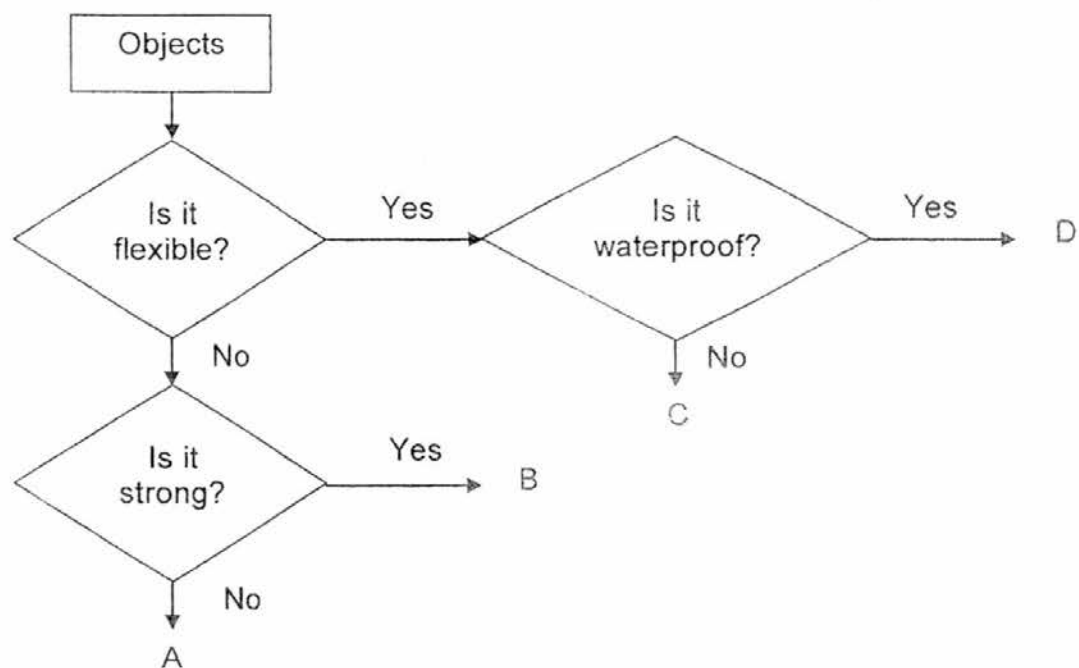 Objects
Is it
flexible?
Yes
Is it
waterproof?
Yes
D
No
No
C
Is it
strong?
Yes
B
No
A